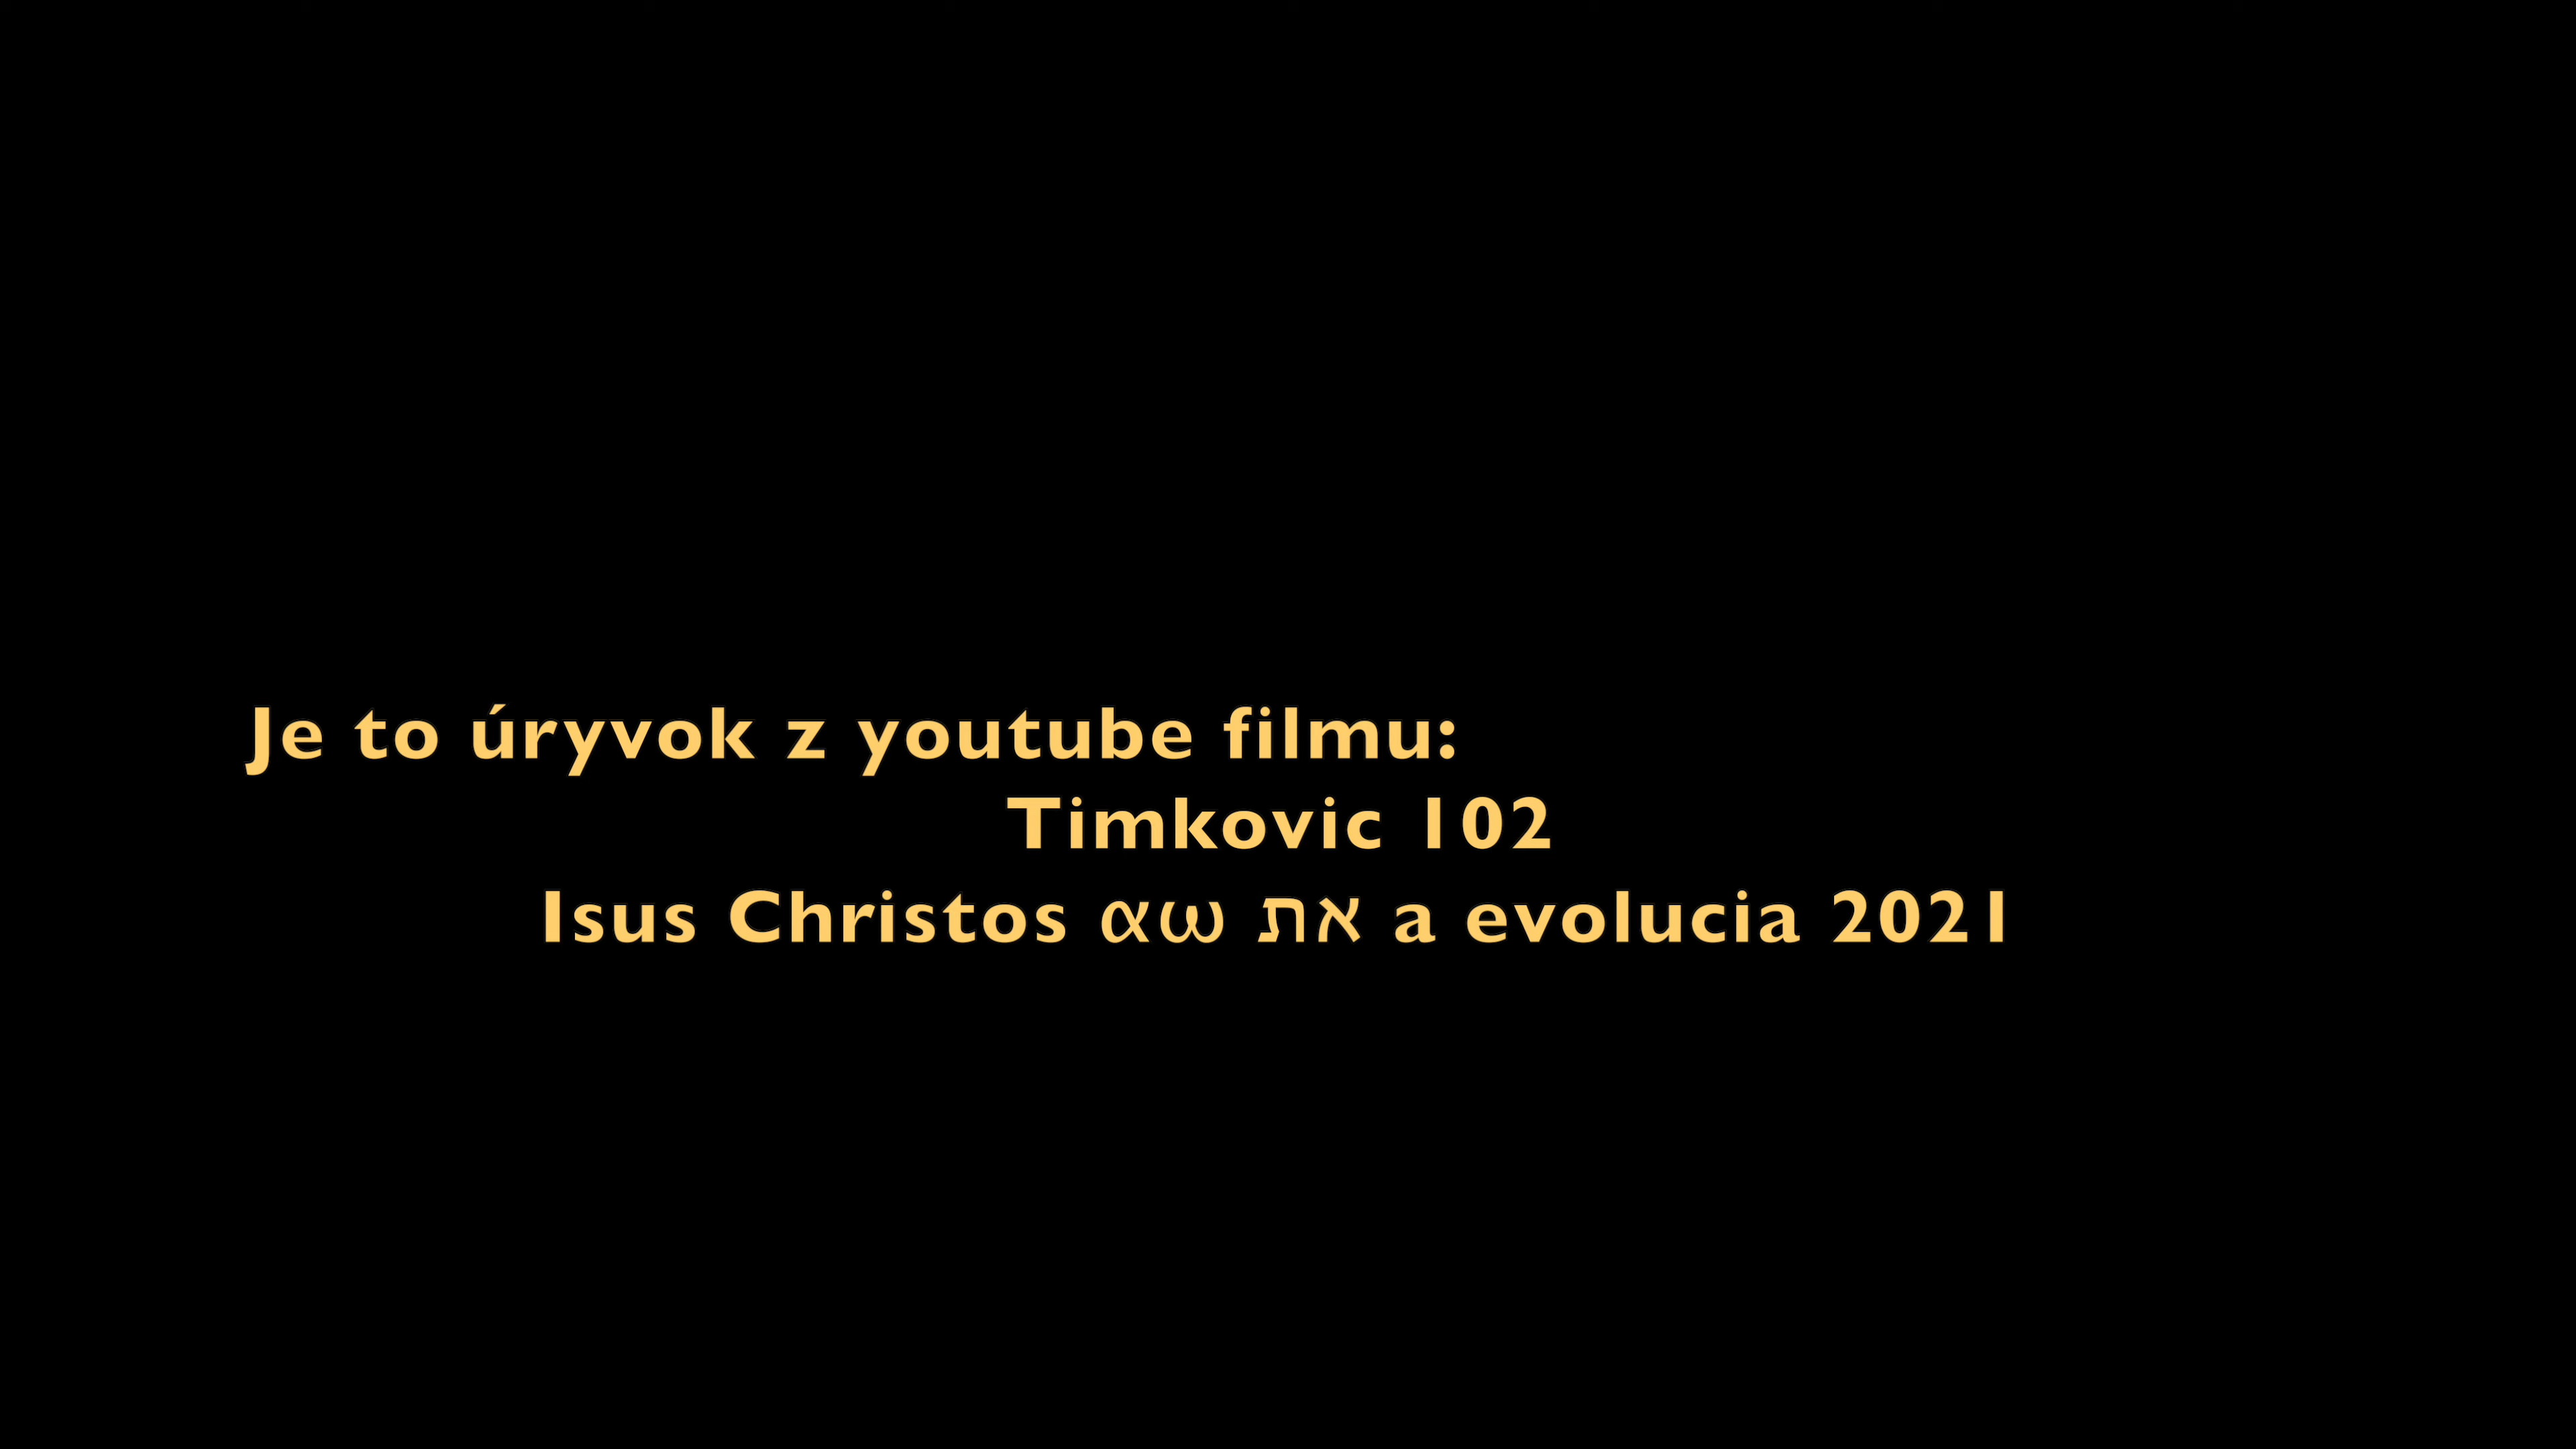 Je to úryvok z youtube filmu:
Timkovic 102
Isus Christos αω את a evolucia 2021